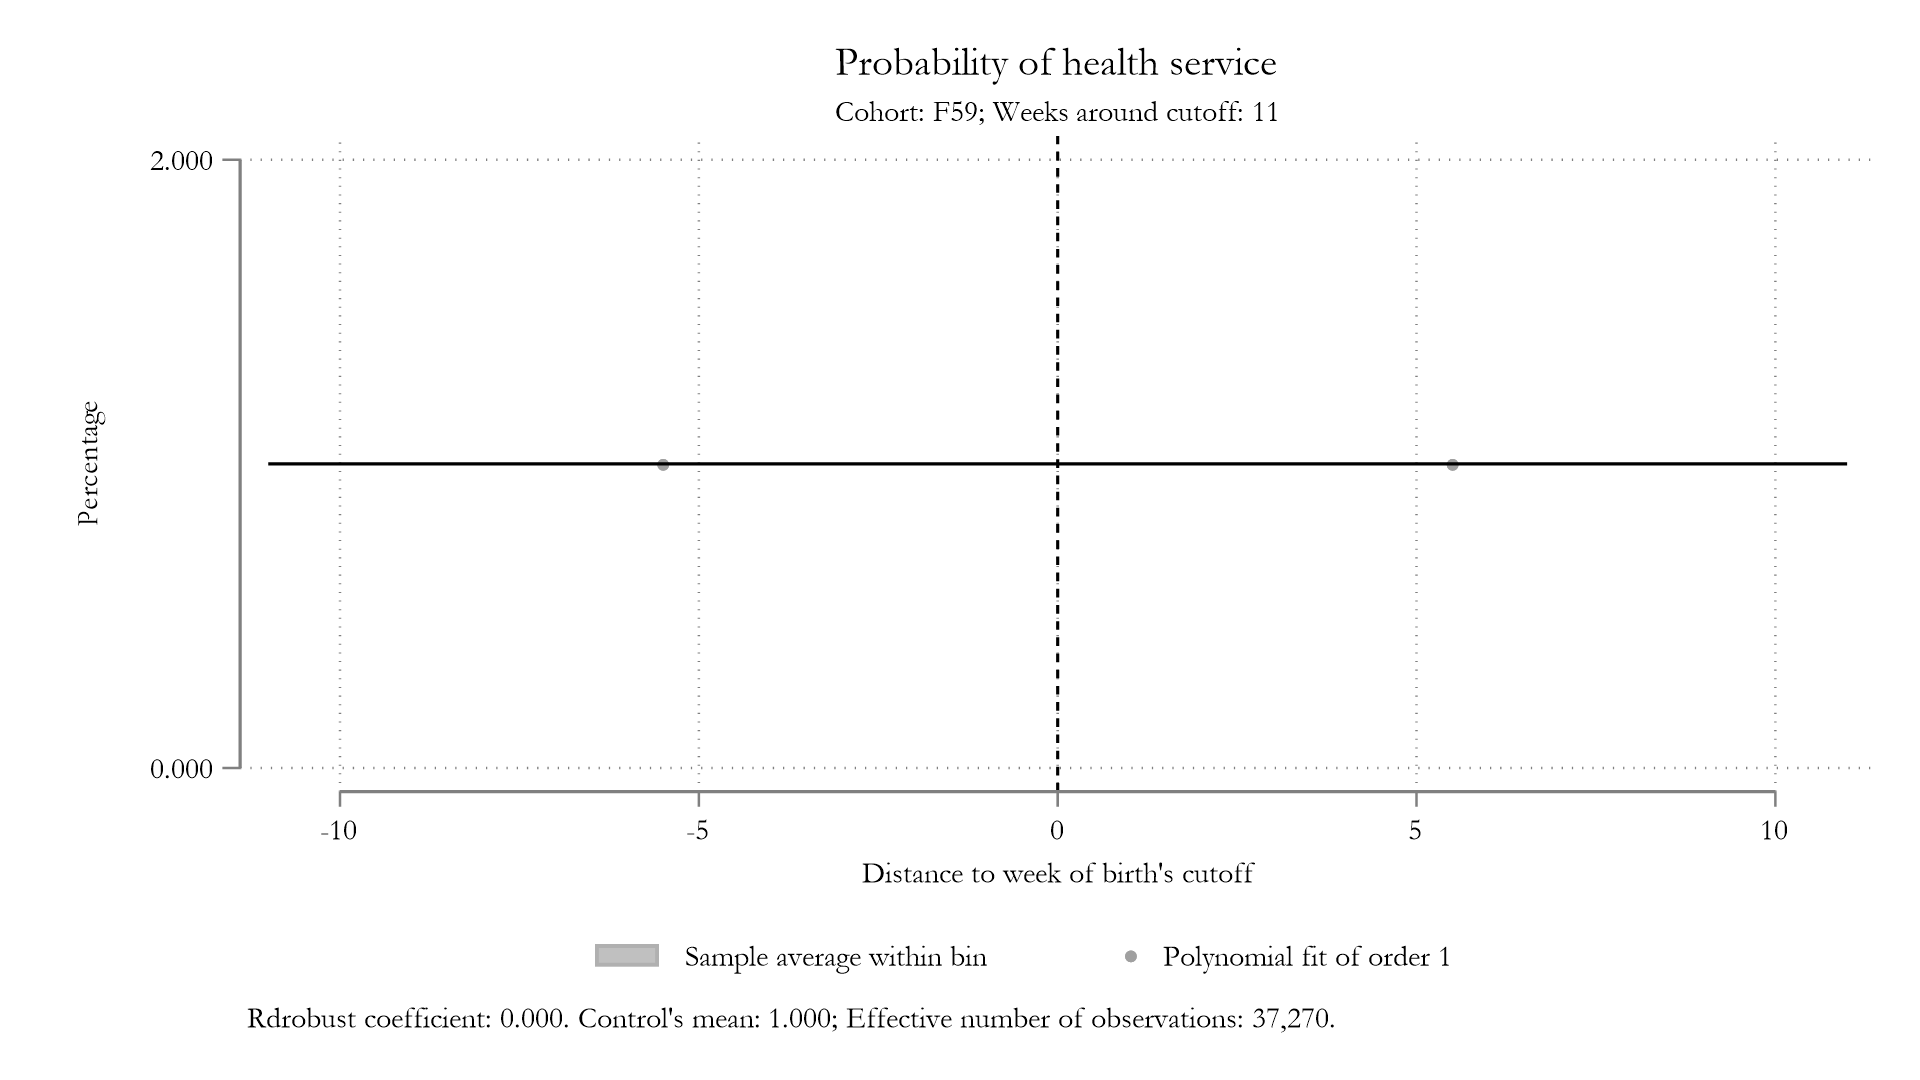 Probability of health service
Cohort: F59; Weeks around cutoff: 11
2.000
Percentage
0.000
-10 -5 0 5 10
Distance to week of birth's cutoff
Sample average within bin Polynomial fit of order 1
Rdrobust coefficient: 0.000. Control's mean: 1.000; Effective number of observations: 37,270.